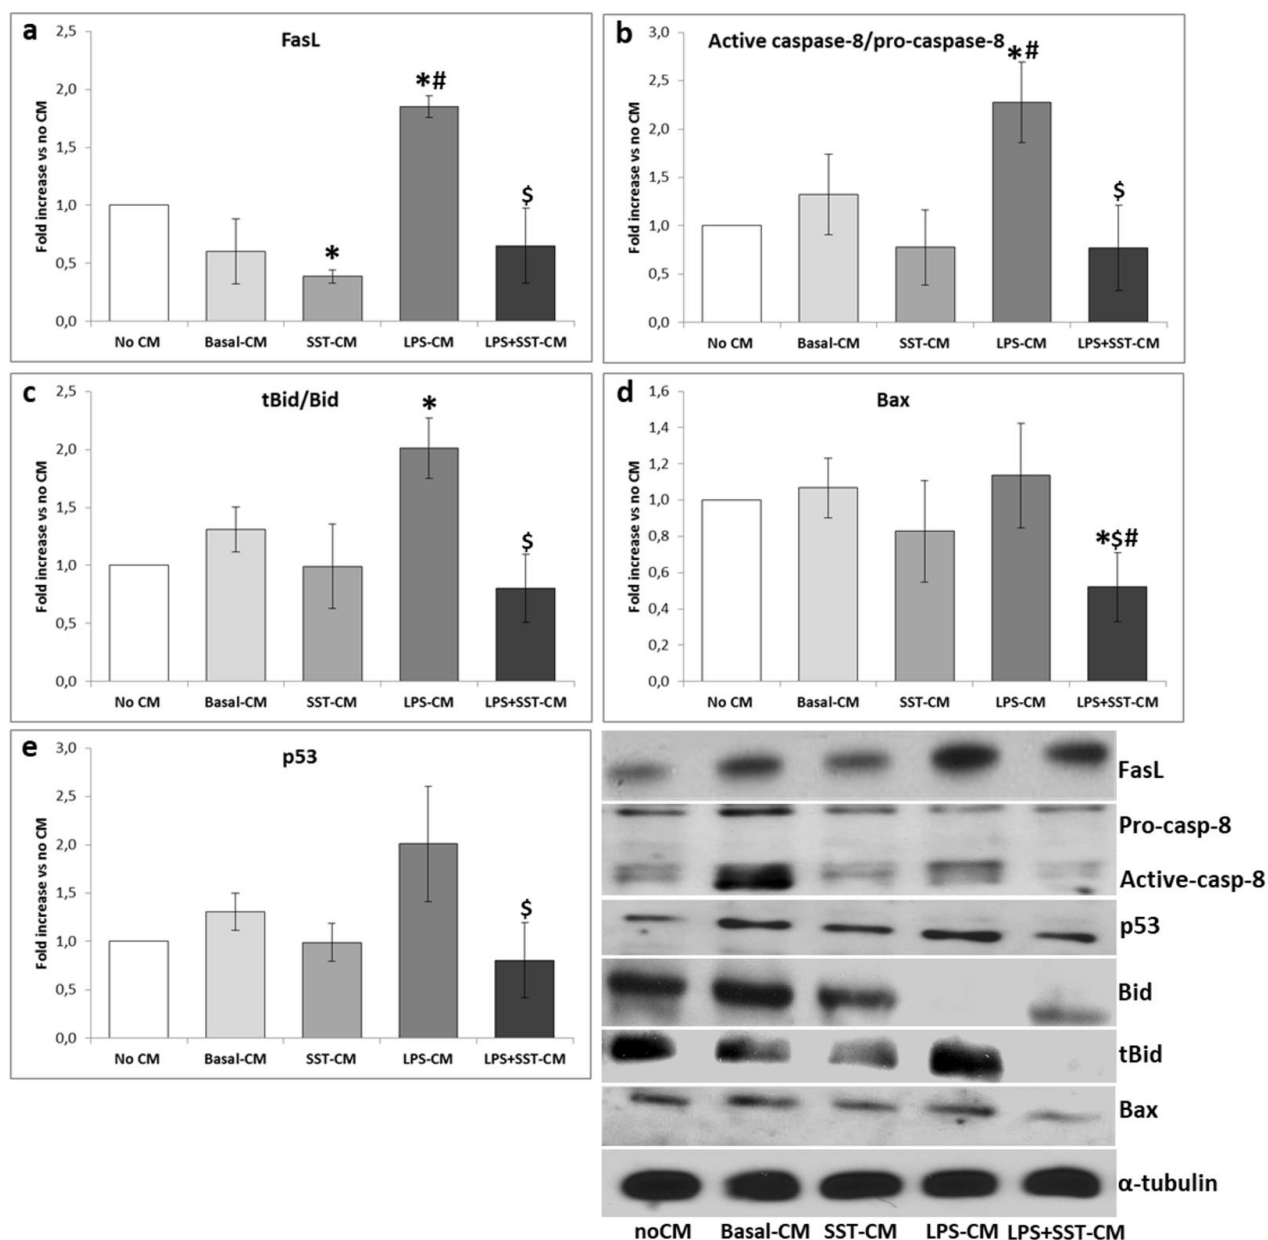 a
FasL
Fold increase vs no CM
2,5
2,0
1,5
1,0
0,5
0,0
*
*#
$
No CM Basal-CM SST-CM LPS-CM LPS+SST-CM
b
Active caspase-8/pro-caspase-8
Fold increase vs no CM
3,0
2,5
2,0
1,5
1,0
0,5
0,0
*#
$
No CM Basal-CM SST-CM LPS-CM LPS+SST-CM
c
tBid/Bid
Fold increase vs no CM
2,5
2,0
1,5
1,0
0,5
0,0
*
$
No CM Basal-CM SST-CM LPS-CM LPS+SST-CM
d
Bax
Fold increase vs no CM
1,6
1,4
1,2
1,0
0,8
0,6
0,4
0,2
0,0
*$#
No CM Basal-CM SST-CM LPS-CM LPS+SST-CM
e
p53
Fold increase vs no CM
3,0
2,5
2,0
1,5
1,0
0,5
0,0
$
No CM Basal-CM SST-CM LPS-CM LPS+SST-CM
FasL
Pro-casp-8
Active-casp-8
p53
Bid
tBid
Bax
α-tubulin
noCM Basal-CM SST-CM LPS-CM LPS+SST-CM